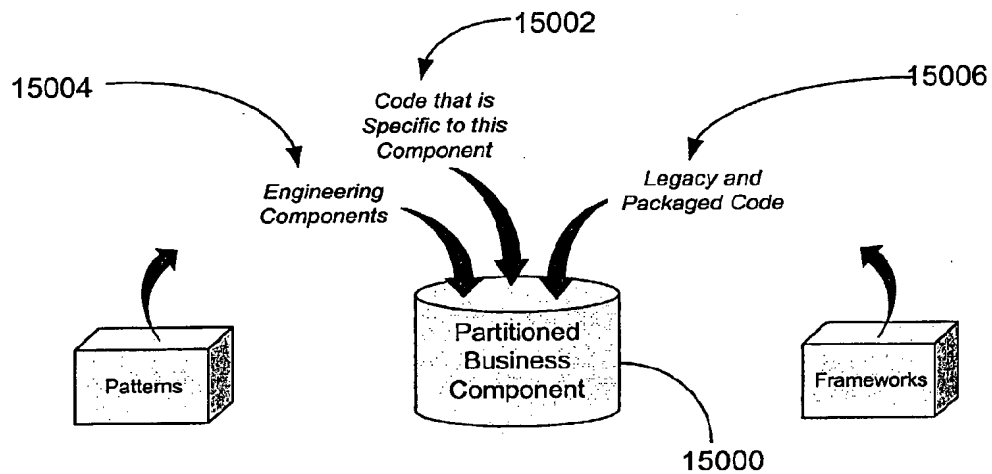 15002
15004
15006
Code that is
Specific to this
Component
Engineering
Components
Legacy and
Packaged Code
Partitioned
Business
Component
Patterns
Frameworks
15000